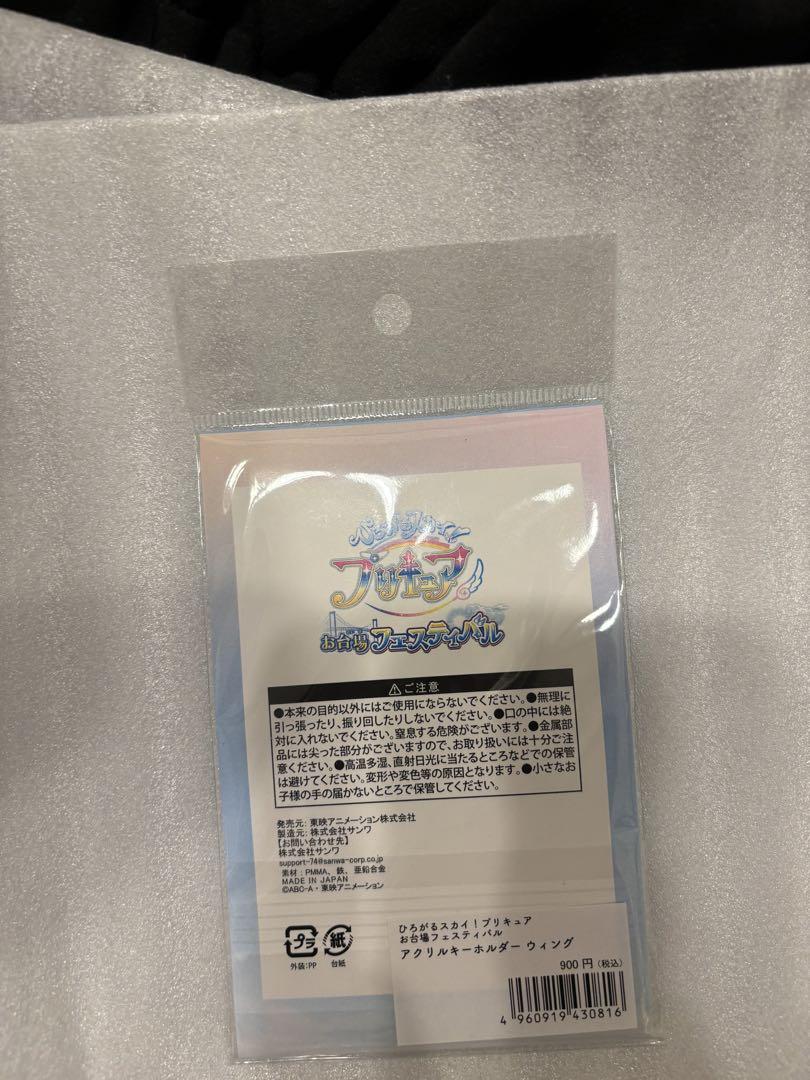 ひろがるスカイ！
プリキュア
お台場フェスティバル
⚠ご注意
●本来の目的以外にはご使用にならないでください。●無理に
引っ張ったり、振り回したりしないでください。●口の中には絶
対に入れないでください。窒息する危険がございます。●金属部
品には尖った部分がございますので、お取り扱いには十分ご注
意ください。●高温多湿、直射日光に当たるところなどでの保管
は避けてください。変形や変色等の原因となります。●小さなお
子様の手の届かないところで保管してください。
発売元：東映アニメーション株式会社
製造元：株式会社サンワ
【お問い合わせ先】
株式会社サンワ
support-74@sanwa-corp.co.jp
素材：PMMA、鉄、亜鉛合金
MADE IN JAPAN
©ABC-A・東映アニメーション
プラ
外装:PP
紙
台紙
ひろがるスカイ！プリキュア
お台場フェスティバル
アクリルキーホルダー ウィング
900円（税込）
4 960919 430816